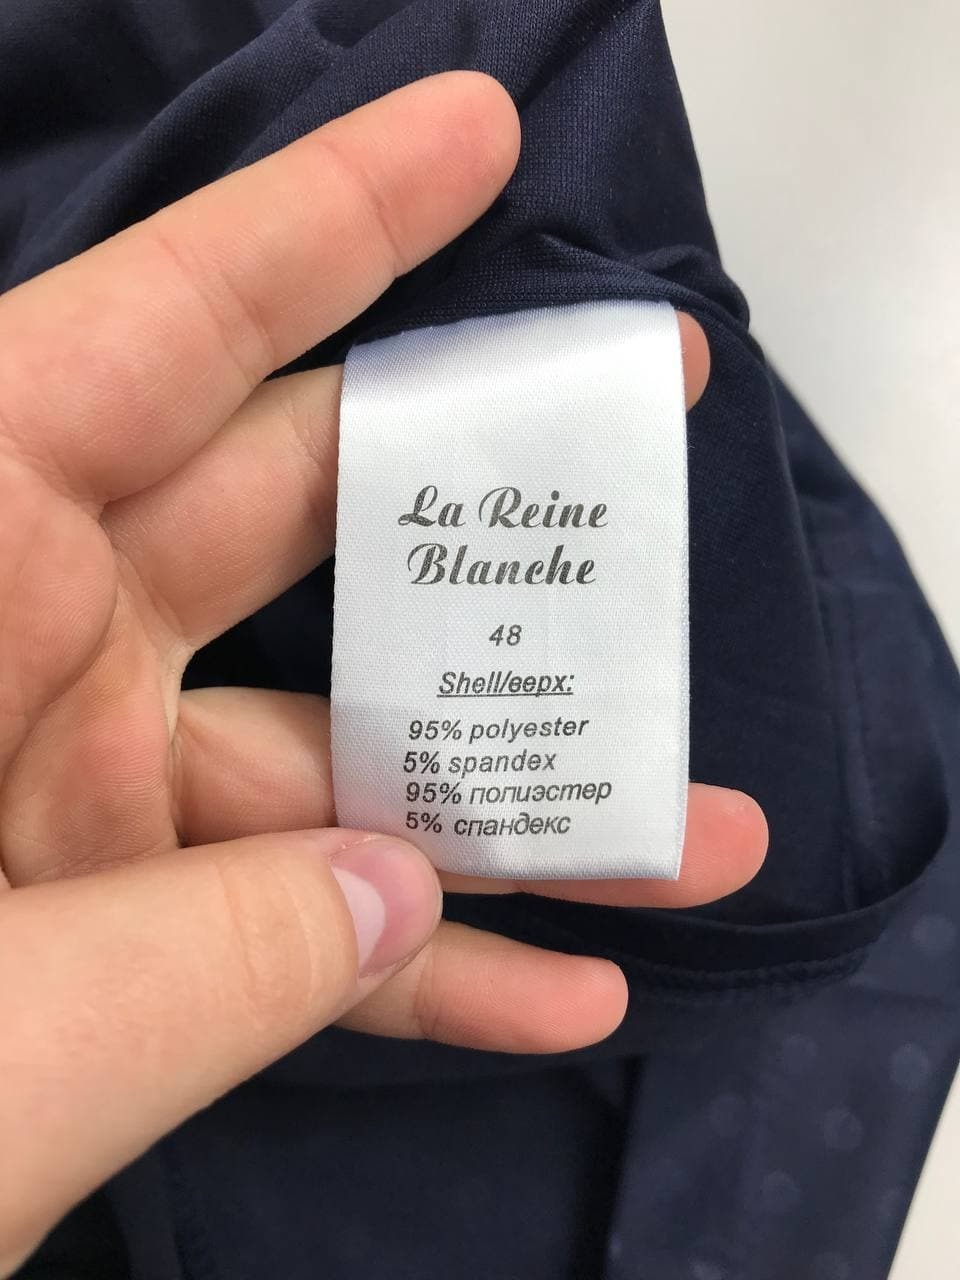 La Reine
Blanche
48
Shell/верх:
95% polyester
5% spandex
95% полиэстер
5% спандекс